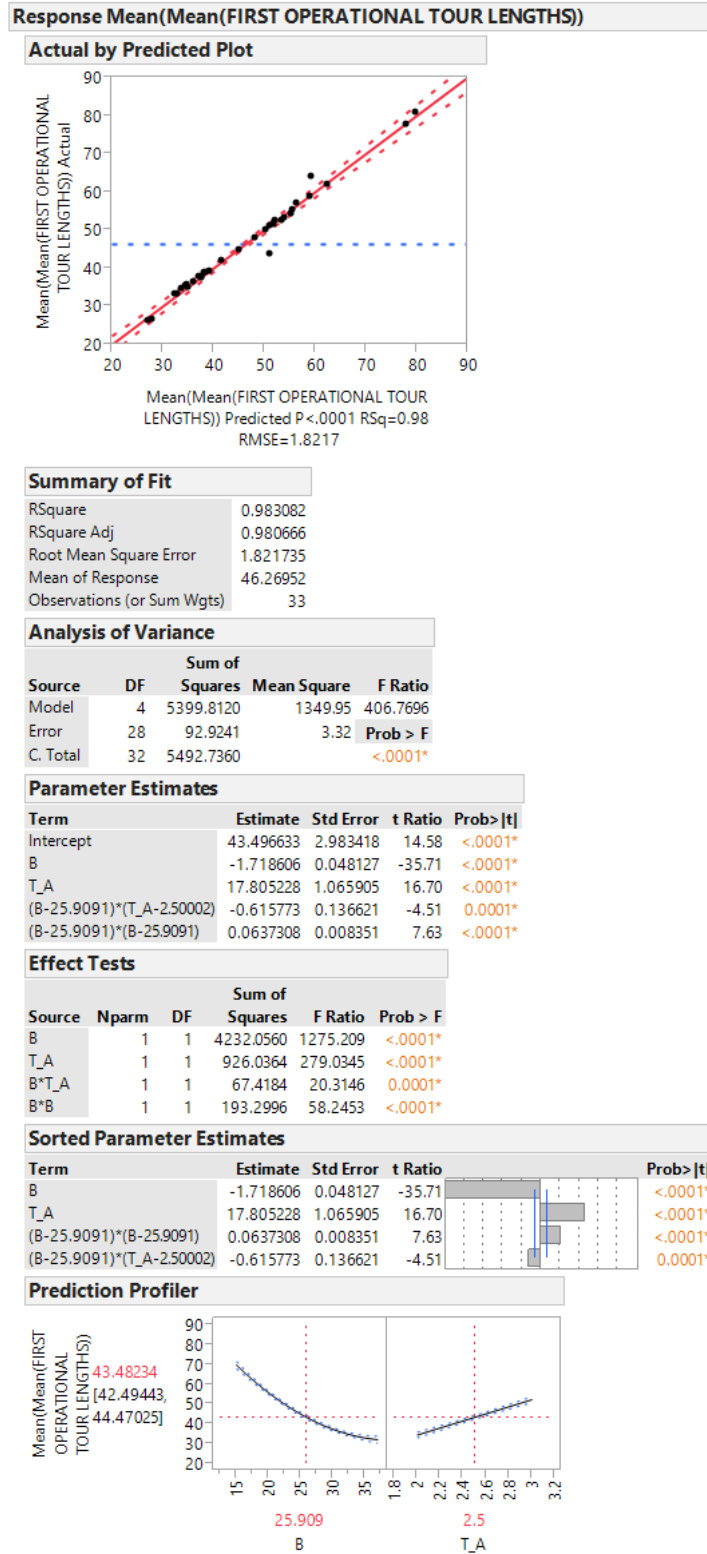 Response Mean(Mean(FIRST OPERATIONAL TOUR LENGTHS))
Actual by Predicted Plot
90
80
70
60
50
40
30
20
Mean(Mean(FIRST OPERATIONAL
TOUR LENGTHS)) Actual
20 30 40 50 60 70 80 90
Mean(Mean(FIRST OPERATIONAL TOUR
LENGTHS)) Predicted P<.0001 RSq=0.98
RMSE=1.8217
Summary of Fit
RSquare 0.983082
RSquare Adj 0.980666
Root Mean Square Error 1.821735
Mean of Response 46.26952
Observations (or Sum Wgts) 33
Analysis of Variance
Sum of
Source DF Squares Mean Square F Ratio
Model 4 5399.8120 1349.95 406.7696
Error 28 92.9241 3.32 Prob > F
C. Total 32 5492.7360 <.0001*
Parameter Estimates
Term Estimate Std Error t Ratio Prob>|t|
Intercept 43.496633 2.983418 14.58 <.0001*
B -1.718606 0.048127 -35.71 <.0001*
T_A 17.805228 1.065905 16.70 <.0001*
(B-25.9091)*(T_A-2.50002) -0.615773 0.136621 -4.51 0.0001*
(B-25.9091)*(B-25.9091) 0.0637308 0.008351 7.63 <.0001*
Effect Tests
Sum of
Source Nparm DF Squares F Ratio Prob > F
B 1 1 4232.0560 1275.209 <.0001*
T_A 1 1 926.0364 279.0345 <.0001*
B*T_A 1 1 67.4184 20.3146 0.0001*
B*B 1 1 193.2996 58.2453 <.0001*
Sorted Parameter Estimates
Term Estimate Std Error t Ratio Prob>|t|
B -1.718606 0.048127 -35.71 <.0001*
T_A 17.805228 1.065905 16.70 <.0001*
(B-25.9091)*(B-25.9091) 0.0637308 0.008351 7.63 <.0001*
(B-25.9091)*(T_A-2.50002) -0.615773 0.136621 -4.51 0.0001*
Prediction Profiler
Mean(Mean(FIRST
OPERATIONAL
TOUR LENGTHS))
43.48234
[42.49443,
44.47025]
90
80
70
60
50
40
30
20
15 20 25 30 35 1.8 2 2.2 2.4 2.6 2.8 3 3.2
25.909 2.5
B T_A